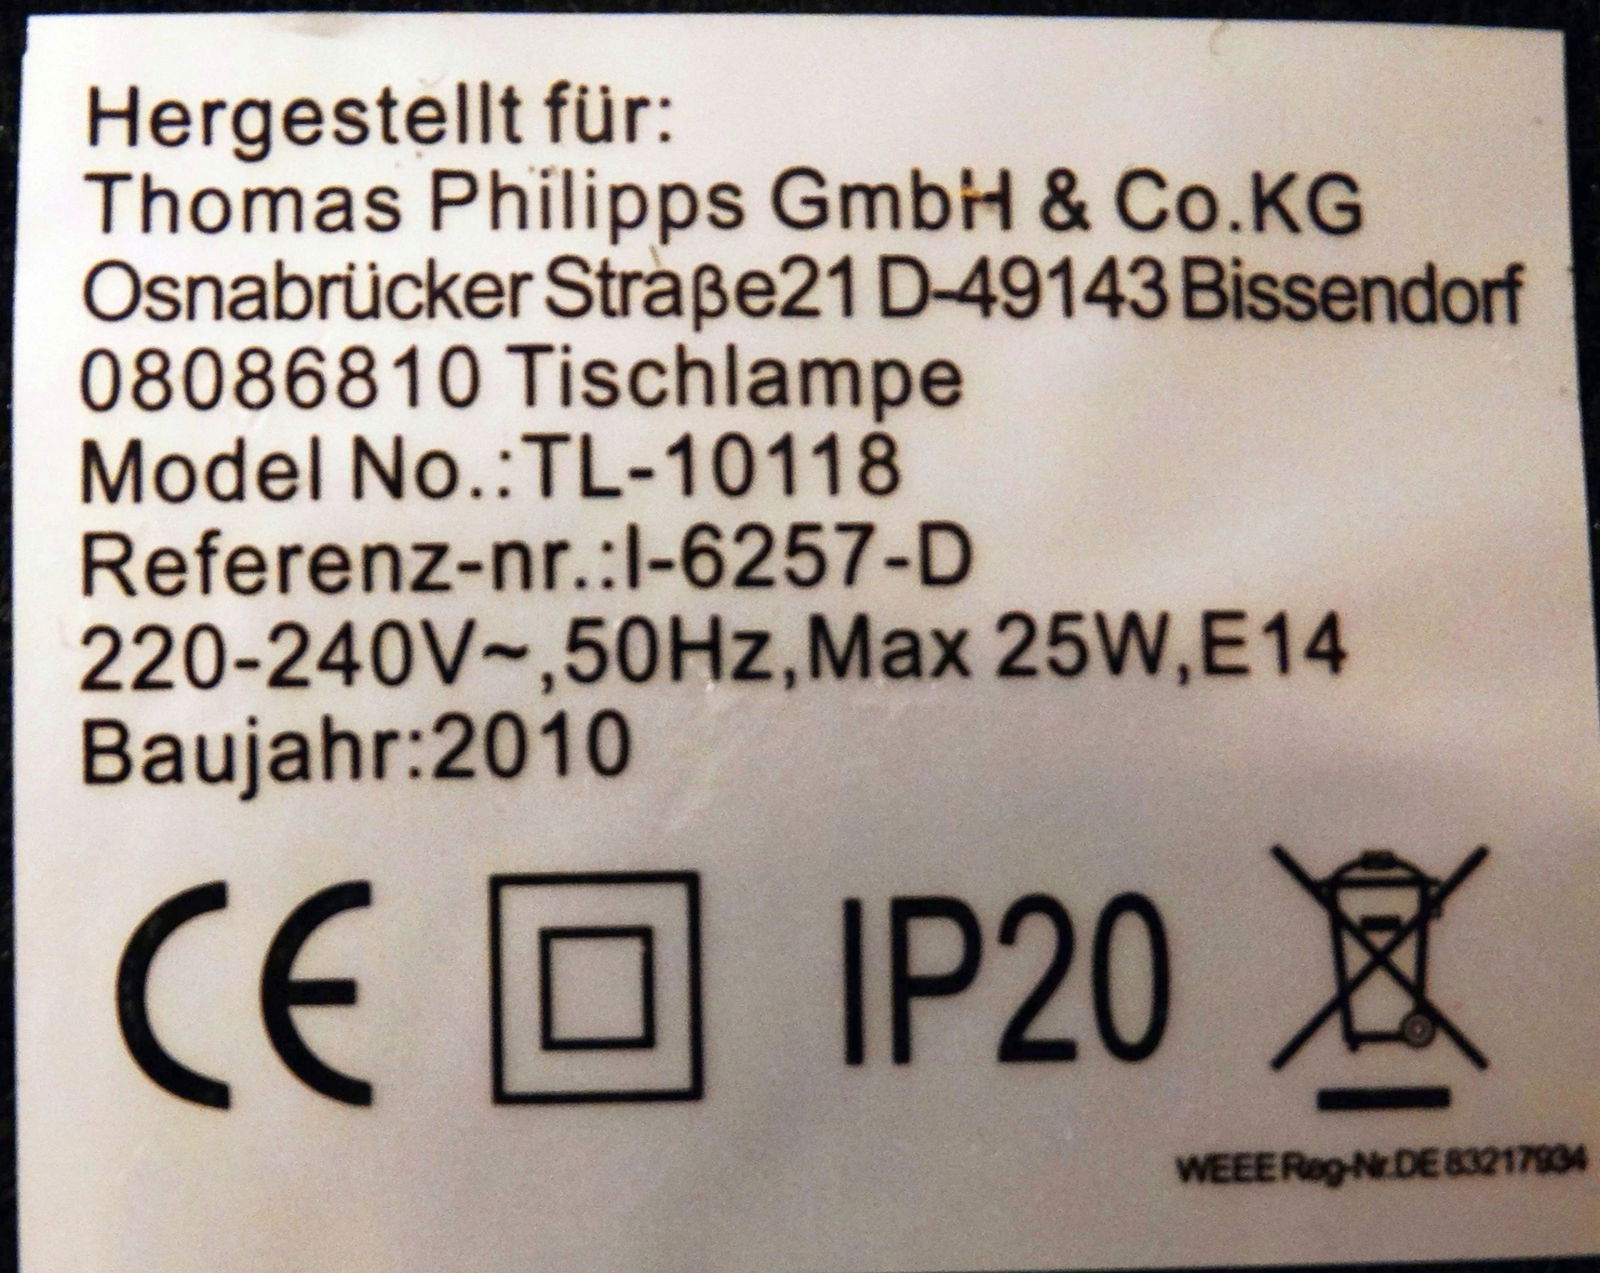 Hergestellt für:
Thomas Philipps GmbH & Co.KG
Osnabrücker Straße21 D-49143 Bissendorf
08086810 Tischlampe
Model No.:TL-10118
Referenz-nr.:I-6257-D
220-240V~,50Hz,Max 25W,E14
Baujahr:2010
CE IP20
WEEE Reg-Nr.DE 83217934